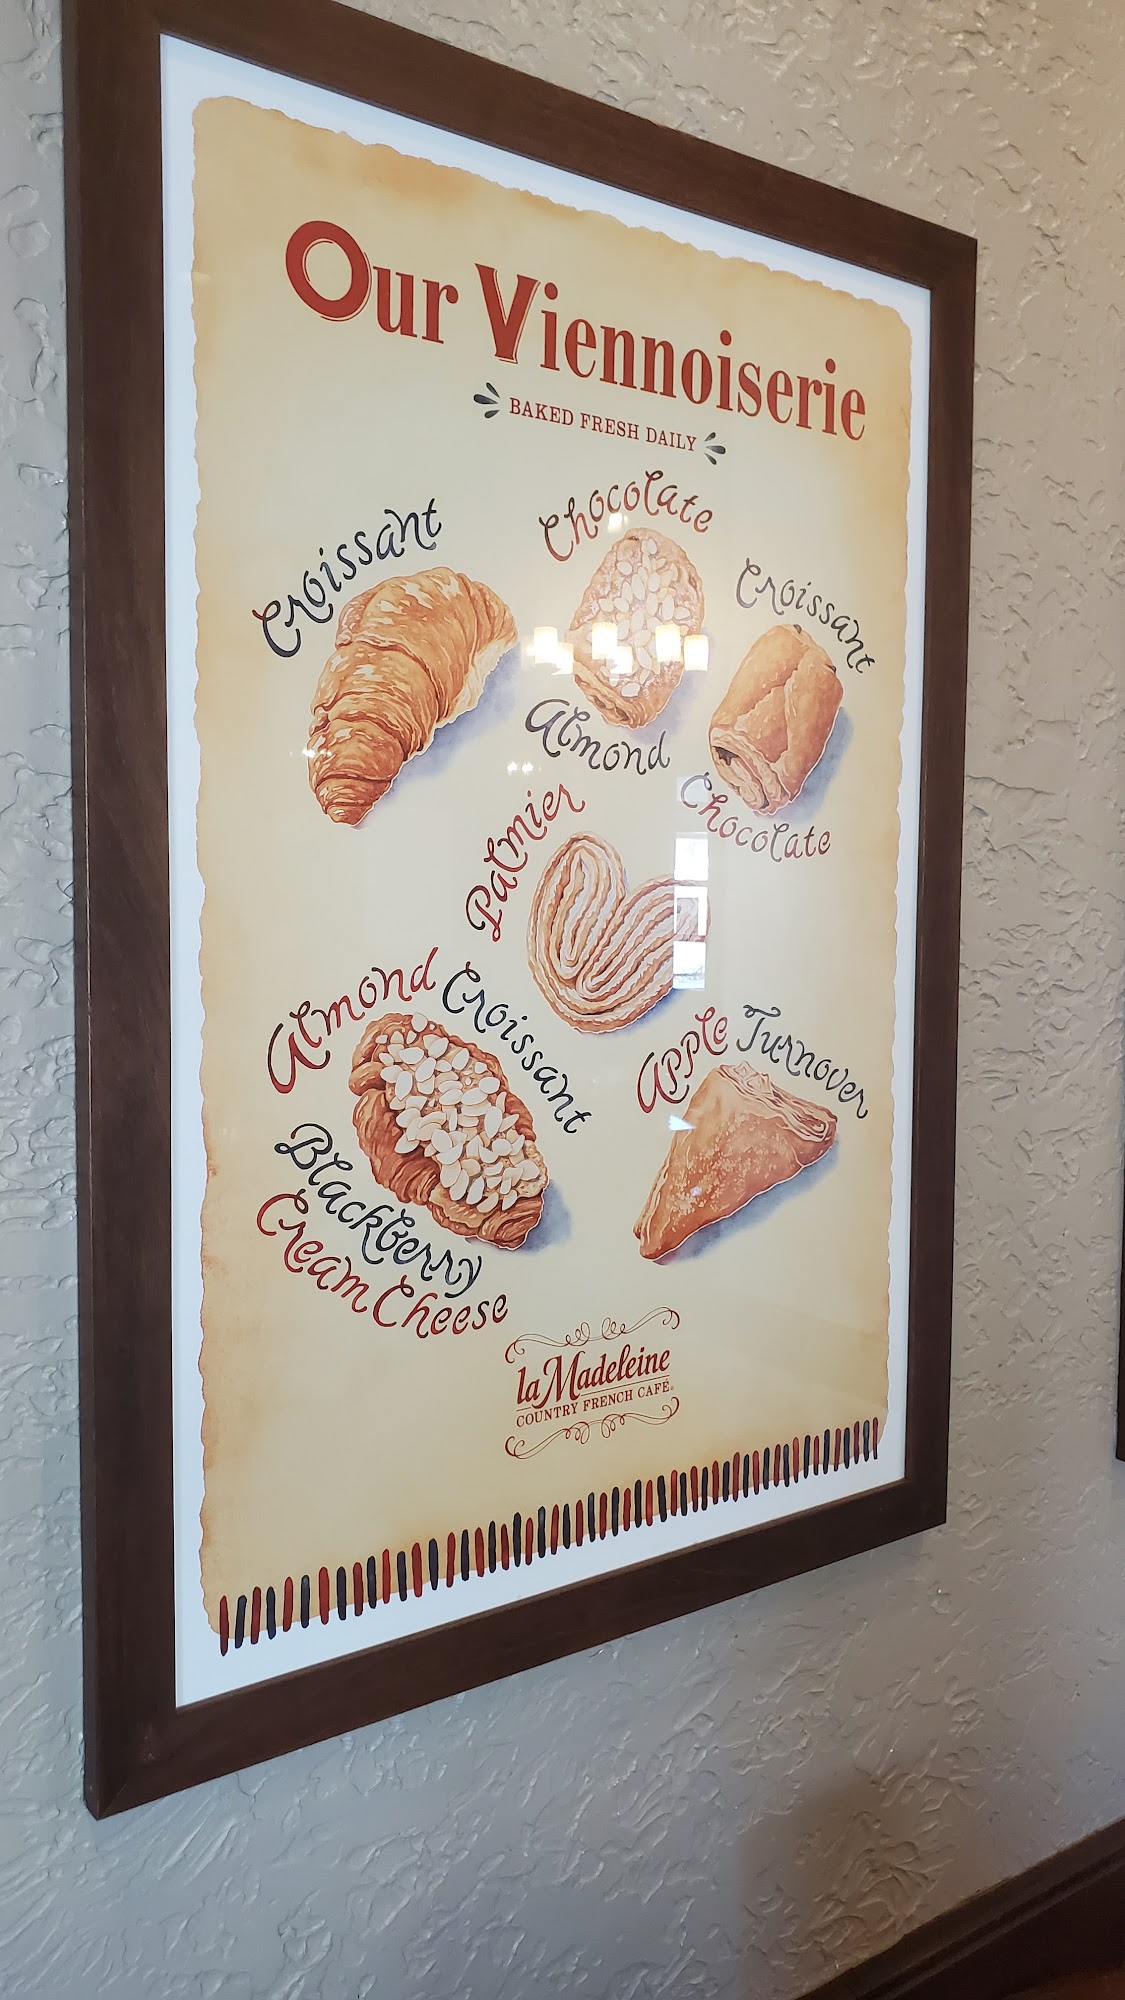 Our Viennoiserie
BAKED FRESH DAILY
Croissant
Chocolate
Almond
Croissant
Chocolate
Palmier
Almond Croissant
Blackberry
Cream Cheese
Apple Turnover
la Madeleine
COUNTRY FRENCH CAFÉ®